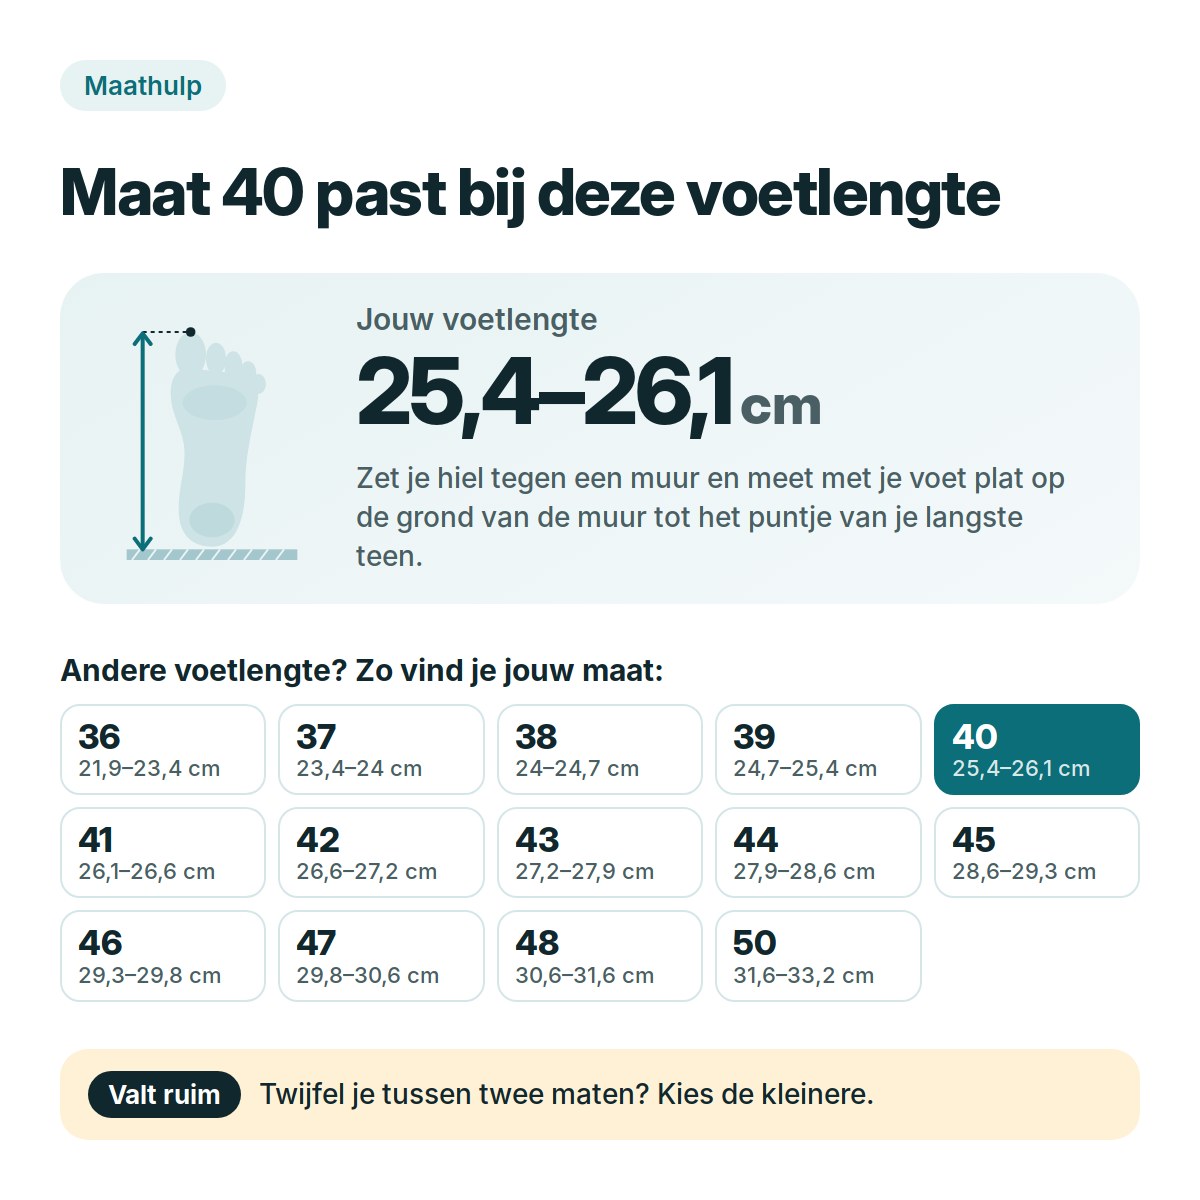 Maathulp
Maat 40 past bij deze voetlengte
Jouw voetlengte
25,4–26,1 cm
Zet je hiel tegen een muur en meet met je voet plat op
de grond van de muur tot het puntje van je langste
teen.
Andere voetlengte? Zo vind je jouw maat:
36
21,9–23,4 cm
37
23,4–24 cm
38
24–24,7 cm
39
24,7–25,4 cm
40
25,4–26,1 cm
41
26,1–26,6 cm
42
26,6–27,2 cm
43
27,2–27,9 cm
44
27,9–28,6 cm
45
28,6–29,3 cm
46
29,3–29,8 cm
47
29,8–30,6 cm
48
30,6–31,6 cm
50
31,6–33,2 cm
Valt ruim Twijfel je tussen twee maten? Kies de kleinere.